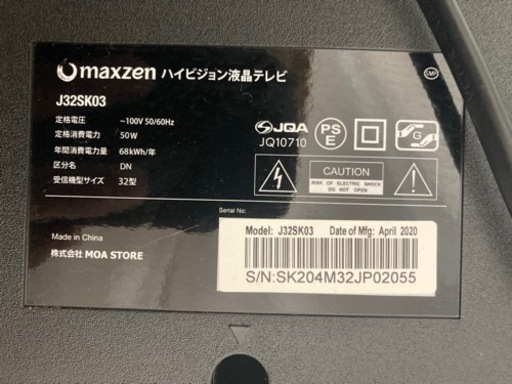 maxzen ハイビジョン液晶テレビ
J32SK03
定格電圧 ~100V 50/60Hz
定格消費電力 50W
年間消費電力量 68kWh/年
区分名 DN
受信機型サイズ 32型
SMP
JQA
JQ10710
PS
E
CAUTION
RISK OF ELECTRIC SHOCK
DO NOT OPEN
Serial No:
Made in China
株式会社 MOA STORE
Model: J32SK03 Date of Mfg: April 2020
S/N:SK204M32JP02055